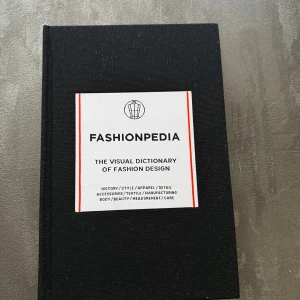 FASHIONPEDIA
THE VISUAL DICTIONARY
OF FASHION DESIGN
HISTORY / STYLE / APPAREL / DETAIL
ACCESSORIES / TEXTILE / MANUFACTURING
BODY / BEAUTY / MEASUREMENT / CARE